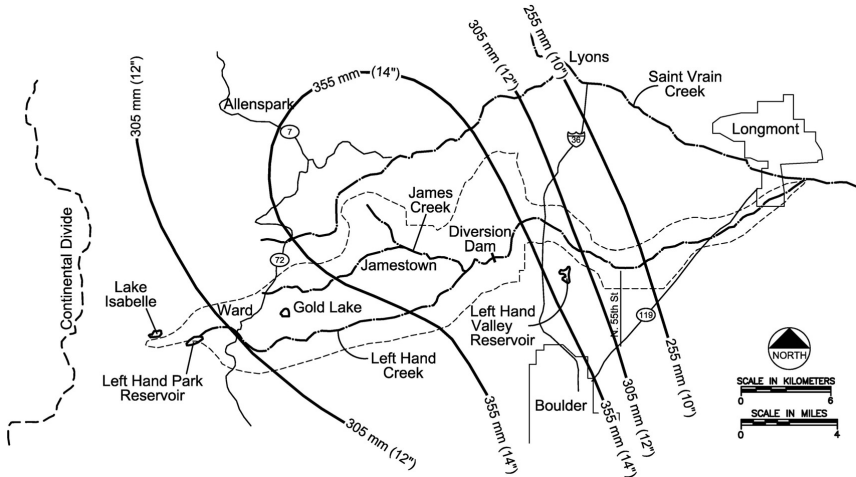 305 mm (12")
355 mm (14")
305 mm (12")
255 mm (10")
Lyons
Saint Vrain
Creek
Longmont
Allenspark
7
36
James
Creek
Continental Divide
Diversion
Dam
72
Jamestown
Lake
Isabelle
Ward
Gold Lake
Left Hand
Valley
Reservoir
N. 55th St
119
Left Hand Park
Reservoir
Left Hand
Creek
255 mm (10")
NORTH
SCALE IN KILOMETERS
0 6
SCALE IN MILES
0 4
Boulder
305 mm (12")
355 mm (14")
355 mm (14")
305 mm (12")